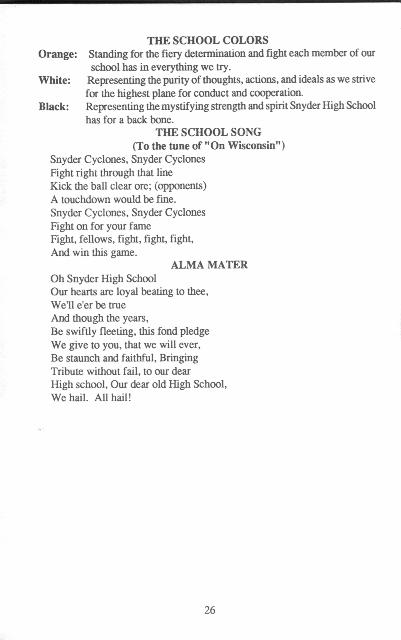 THE SCHOOL COLORS
Orange: Standing for the fiery determination and fight each member of our
school has in everything we try.
White: Representing the purity of thoughts, actions, and ideals as we strive
for the highest plane for conduct and cooperation.
Black: Representing the mystifying strength and spirit Snyder High School
has for a back bone.
THE SCHOOL SONG
(To the tune of "On Wisconsin")
Snyder Cyclones, Snyder Cyclones
Fight right through that line
Kick the ball clear orc; (opponents)
A touchdown would be fine.
Snyder Cyclones, Snyder Cyclones
Fight on for your fame
Fight, fellows, fight, fight, fight,
And win this game.
ALMA MATER
Oh Snyder High School
Our hearts are loyal beating to thee,
We'll e'er be true
And though the years,
Be swiftly fleeting, this fond pledge
We give to you, that we will ever,
Be staunch and faithful, Bringing
Tribute without fail, to our dear
High school, Our dear old High School,
We hail. All hail!
26